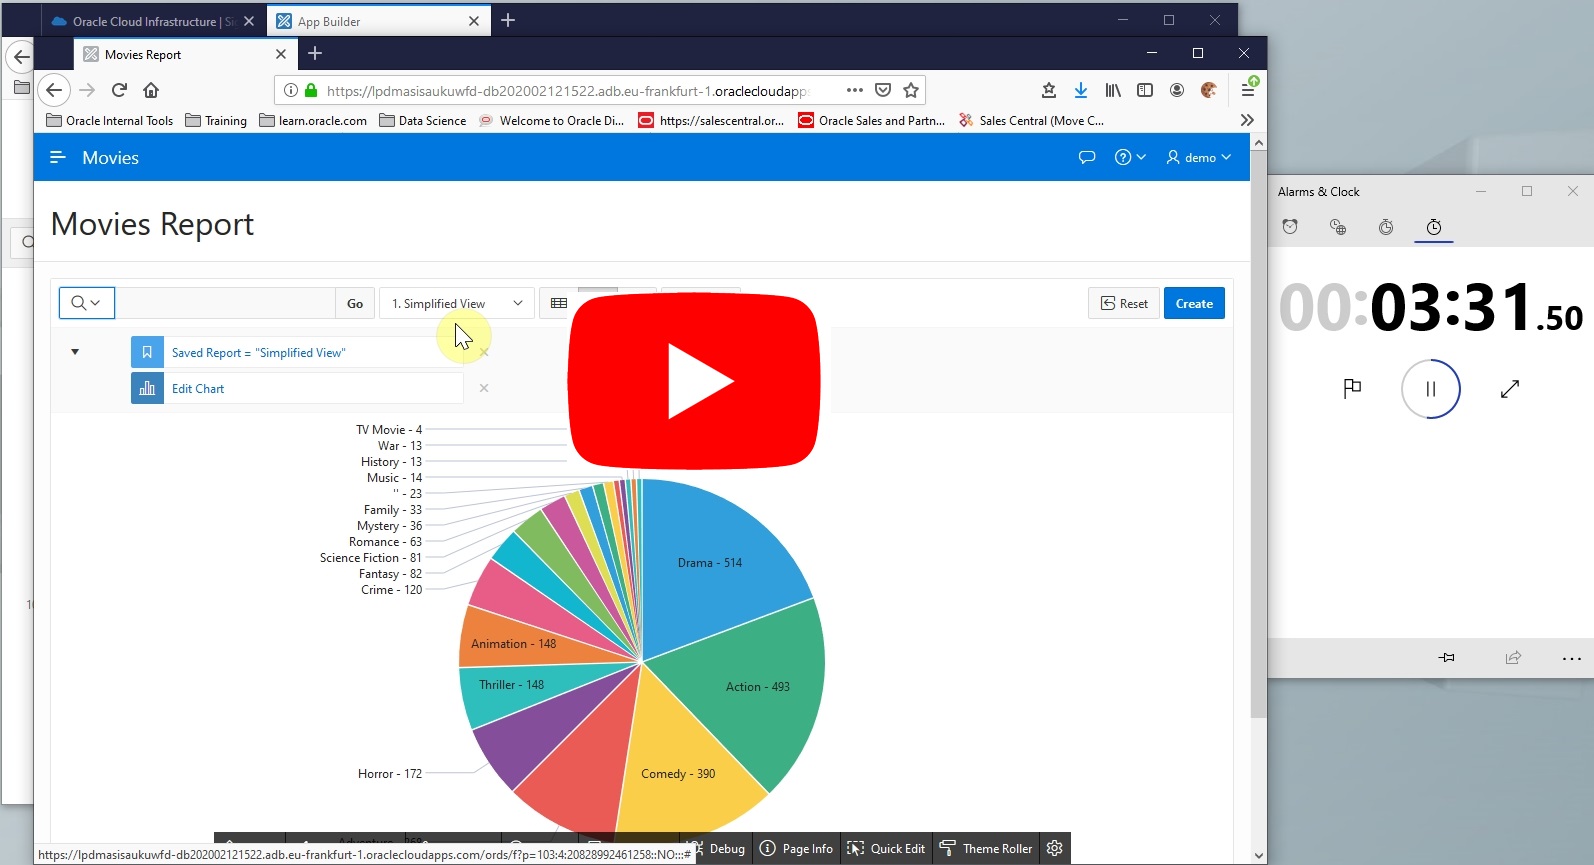 Oracle Cloud Infrastructure | Si
App Builder
Movies Report
https://lpdmasisaukuwfd-db202002121522.adb.eu-frankfurt-1.oraclecloudapps
Oracle Internal Tools
Training
learn.oracle.com
Data Science
Welcome to Oracle Di...
https://salescentral.or...
Oracle Sales and Partn...
Sales Central (Move C...
Movies
demo
Alarms & Clock
Movies Report
Go
1. Simplified View
Reset
Create
00:03:31.50
Saved Report = "Simplified View"
Edit Chart
TV Movie - 4
War - 13
History - 13
Music - 14
'' - 23
Family - 33
Mystery - 36
Romance - 63
Science Fiction - 81
Fantasy - 82
Crime - 120
Drama - 514
Animation - 148
Thriller - 148
Action - 493
Horror - 172
Comedy - 390
Debug
Page Info
Quick Edit
Theme Roller
https://lpdmasisaukuwfd-db202002121522.adb.eu-frankfurt-1.oraclecloudapps.com/ords/f?p=103:4:20828992461258::NO:::#